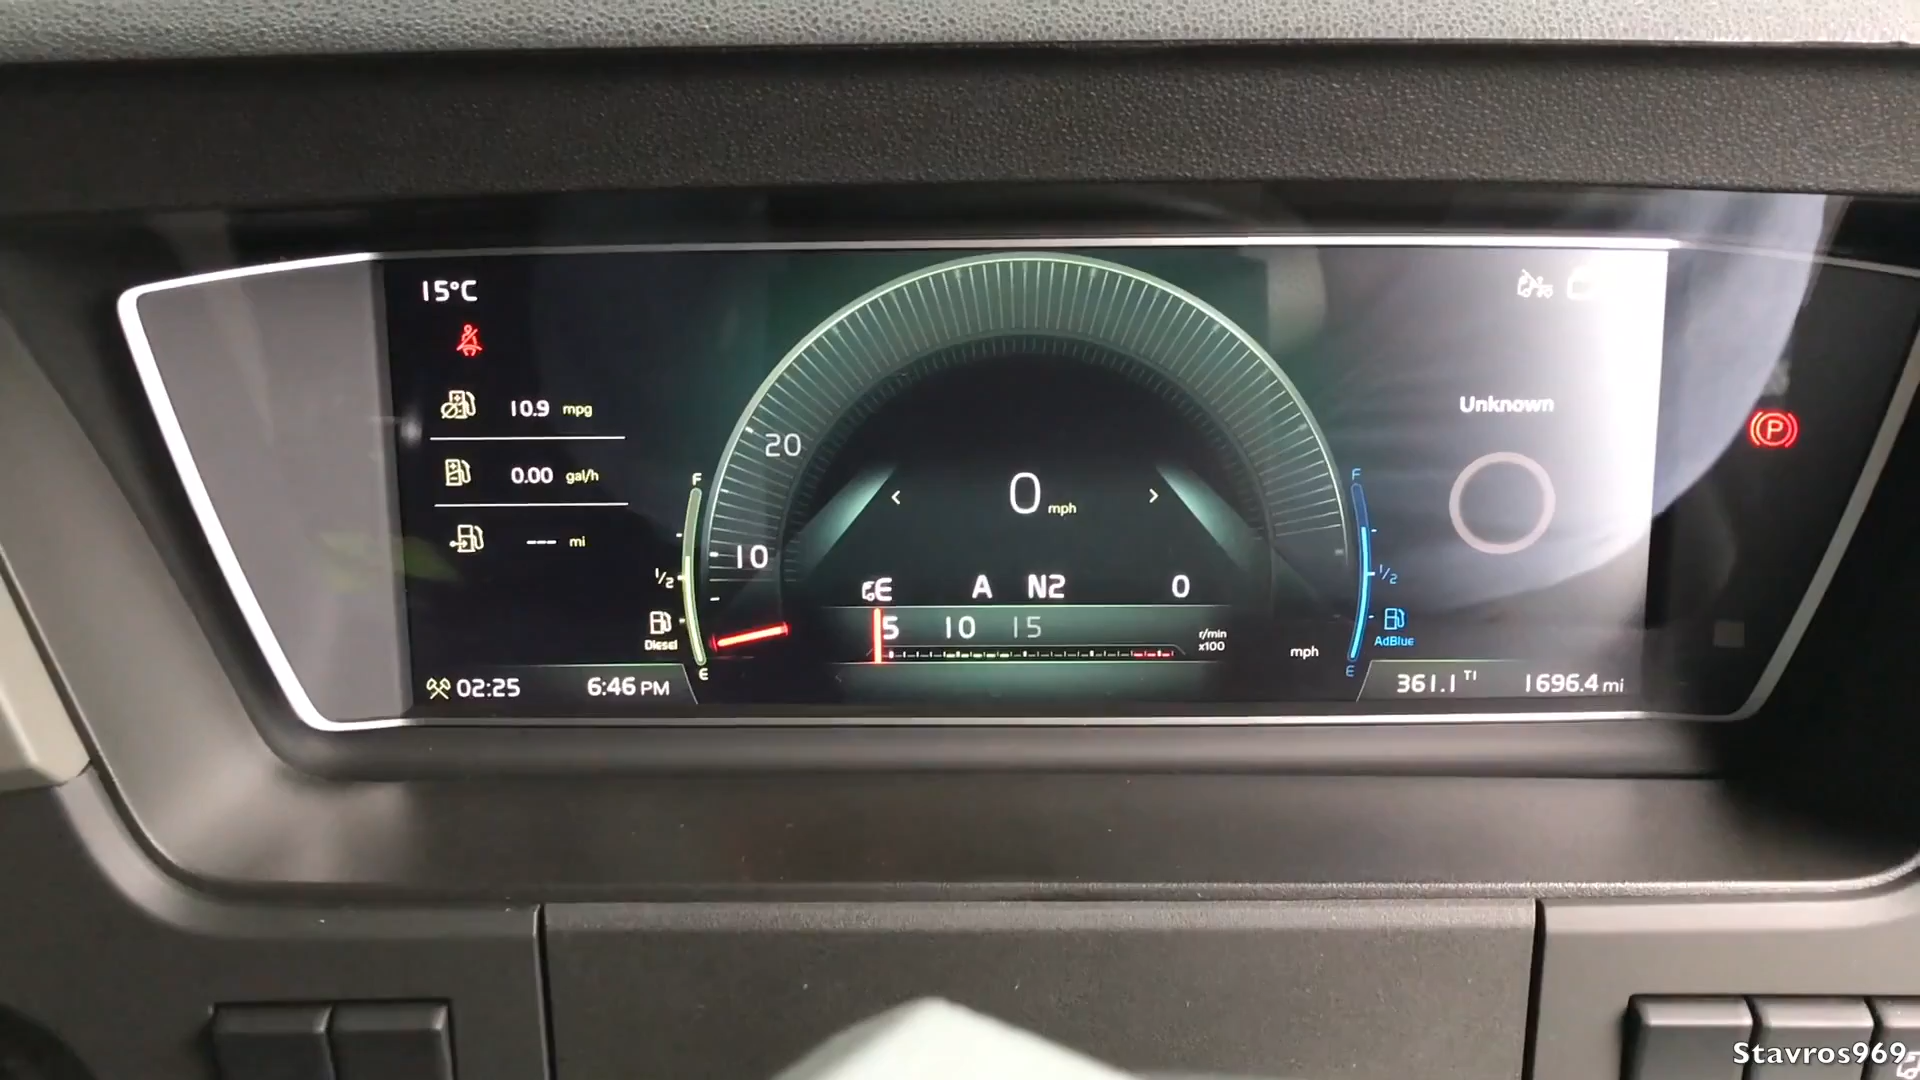 15°C
10.9 mpg
0.00 gal/h
--- mi
F
1/2
Diesel
E
02:25
6:46 PM
20
10
< 0 mph >
E A N2 0
5 10 15
r/min
x100
mph
F
1/2
AdBlue
E
Unknown
361.1 T1
1696.4 mi
P
Stavros969